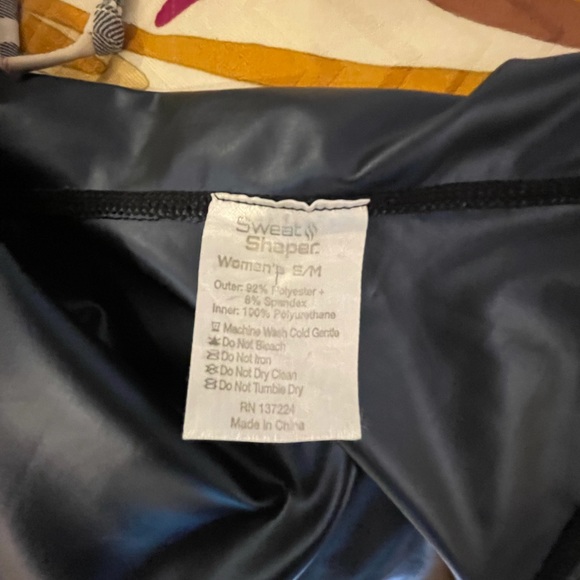 Sweat
Shaper
Women's S/M
Outer: 92% Polyester +
8% Spandex
Inner: 100% Polyurethane
Machine Wash Cold Gentle
Do Not Bleach
Do Not Iron
Do Not Dry Clean
Do Not Tumble Dry
RN 137224
Made in China